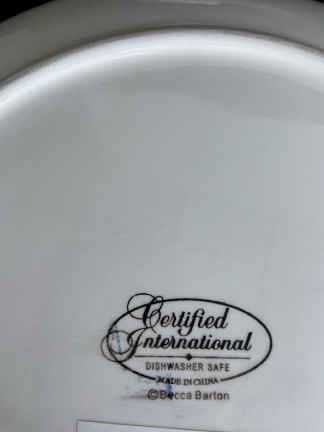 Certified
International
DISHWASHER SAFE
MADE IN CHINA
©Becca Barton